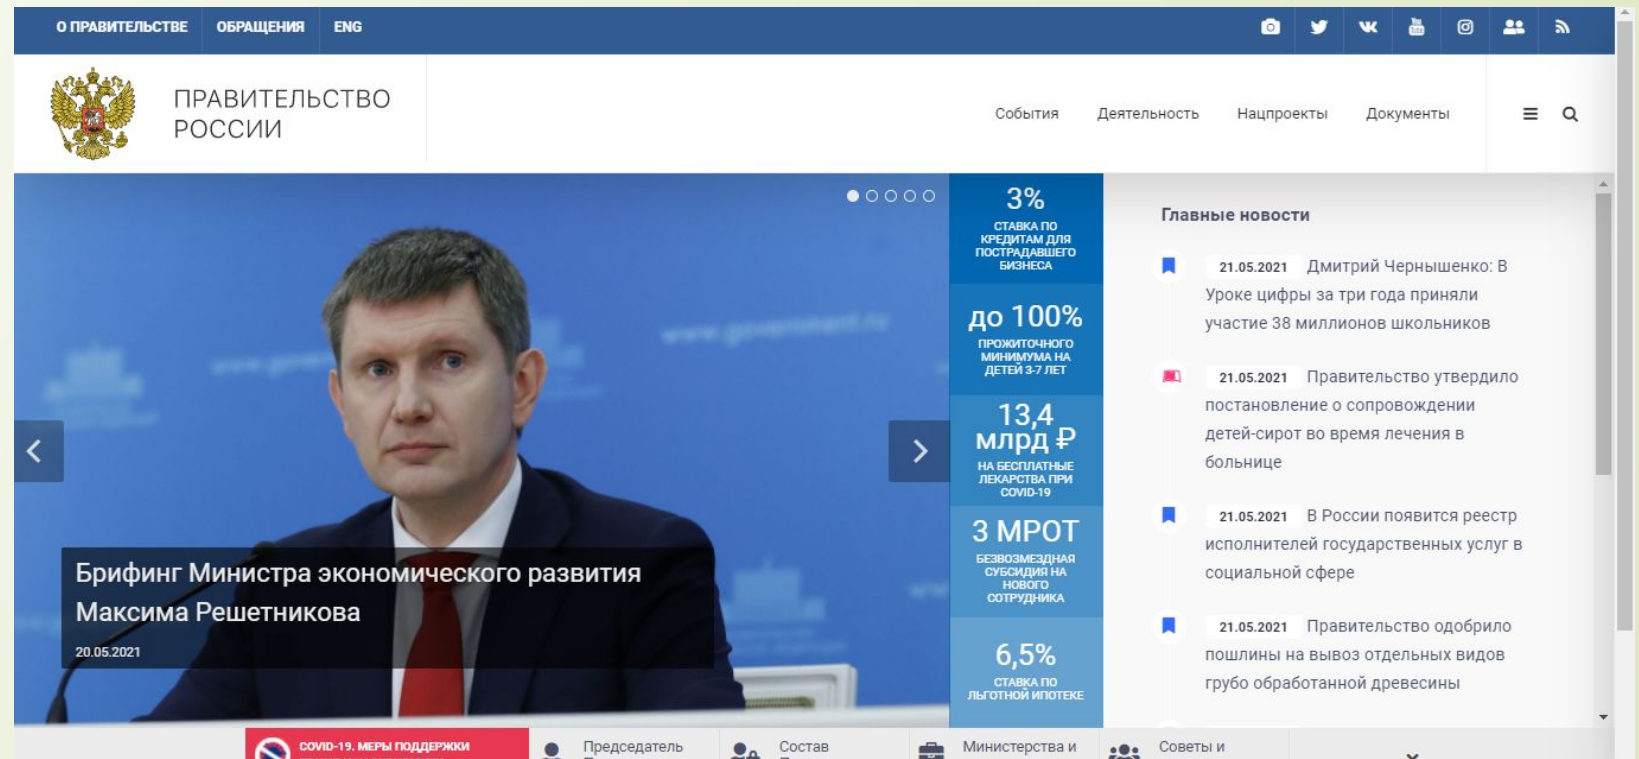 О ПРАВИТЕЛЬСТВЕ ОБРАЩЕНИЯ ENG
ПРАВИТЕЛЬСТВО
РОССИИ
События Деятельность Нацпроекты Документы
www.government.ru
Брифинг Министра экономического развития
Максима Решетникова
20.05.2021
3%
СТАВКА ПО
КРЕДИТАМ ДЛЯ
ПОСТРАДАВШЕГО
БИЗНЕСА
до 100%
ПРОЖИТОЧНОГО
МИНИМУМА НА
ДЕТЕЙ 3-7 ЛЕТ
13,4
млрд ₽
НА БЕСПЛАТНЫЕ
ЛЕКАРСТВА ПРИ
COVID-19
3 МРОТ
БЕЗВОЗМЕЗДНАЯ
СУБСИДИЯ НА
НОВОГО
СОТРУДНИКА
6,5%
СТАВКА ПО
ЛЬГОТНОЙ ИПОТЕКЕ
Главные новости
21.05.2021 Дмитрий Чернышенко: В
Уроке цифры за три года приняли
участие 38 миллионов школьников
21.05.2021 Правительство утвердило
постановление о сопровождении
детей-сирот во время лечения в
больнице
21.05.2021 В России появится реестр
исполнителей государственных услуг в
социальной сфере
21.05.2021 Правительство одобрило
пошлины на вывоз отдельных видов
грубо обработанной древесины
COVID-19. МЕРЫ ПОДДЕРЖКИ
Председатель
Состав
Министерства и
Советы и